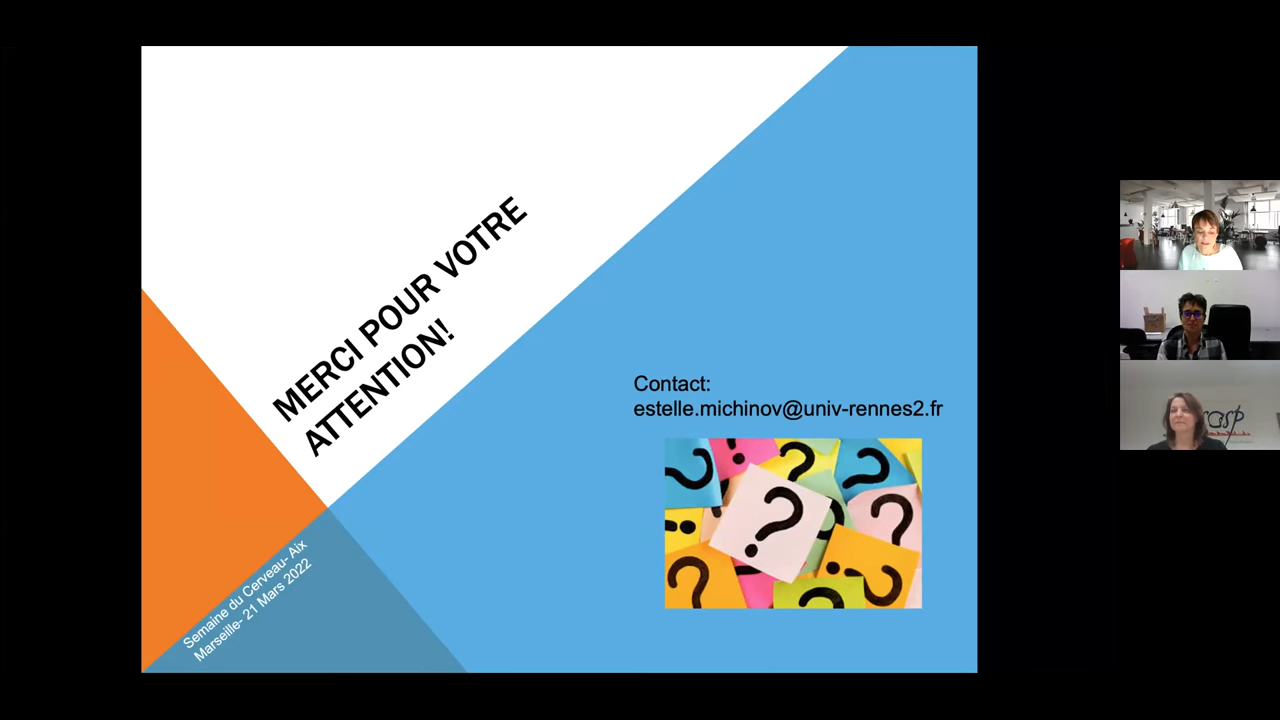 MERCI POUR VOTRE
ATTENTION!
Contact:
estelle.michinov@univ-rennes2.fr
? ! ? ? ? ? ? ? ? ?
Semaine du Cerveau- Aix
Marseille- 21 Mars 2022